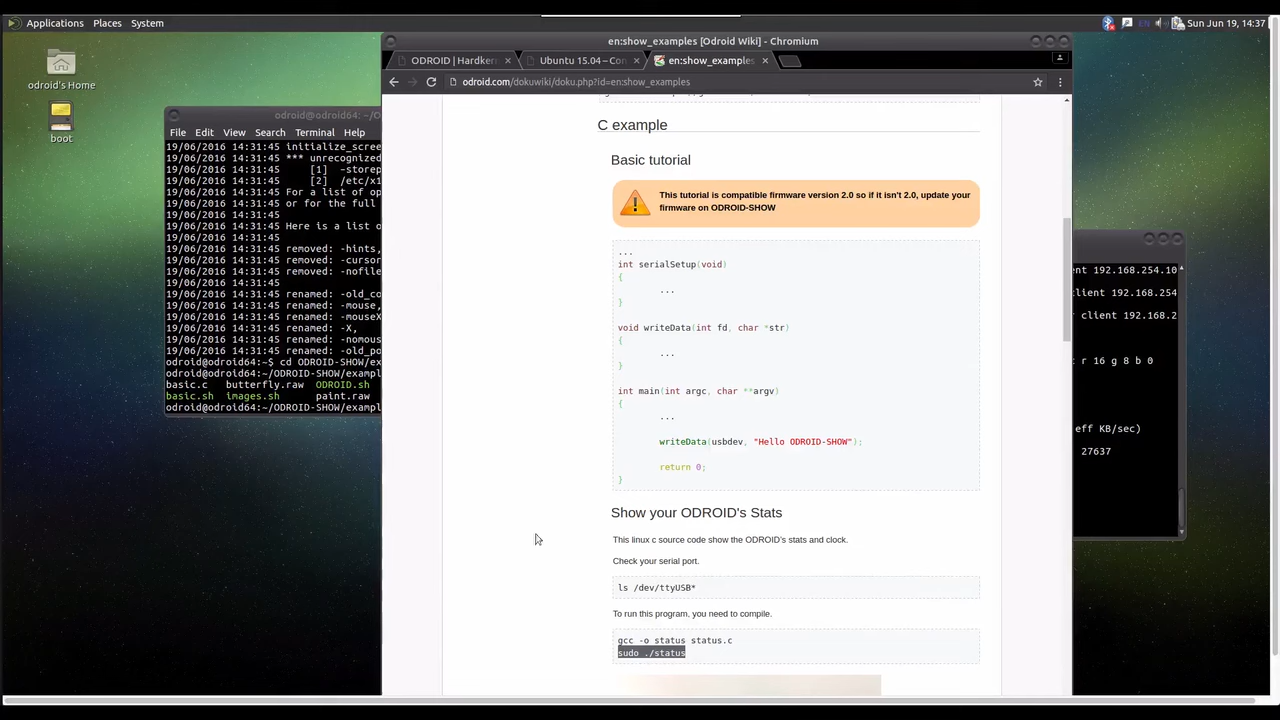 Applications Places System
EN Sun Jun 19, 14:37
odroid's Home
boot
odroid@odroid64: ~/O
File Edit View Search Terminal Help
19/06/2016 14:31:45 initialize_scree
19/06/2016 14:31:45 *** unrecognized
19/06/2016 14:31:45 [1] -storep
19/06/2016 14:31:45 [2] /etc/x1
19/06/2016 14:31:45 For a list of op
19/06/2016 14:31:45 or for the full
19/06/2016 14:31:45
19/06/2016 14:31:45 Here is a list o
19/06/2016 14:31:45
19/06/2016 14:31:45 removed: -hints,
19/06/2016 14:31:45 removed: -cursor
19/06/2016 14:31:45 removed: -nofile
19/06/2016 14:31:45
19/06/2016 14:31:45 renamed: -old_co
19/06/2016 14:31:45 renamed: -mouse,
19/06/2016 14:31:45 renamed: -mouseX
19/06/2016 14:31:45 renamed: -X,
19/06/2016 14:31:45 renamed: -nomous
19/06/2016 14:31:45 renamed: -old_po
odroid@odroid64:~$ cd ODROID-SHOW/ex
odroid@odroid64:~/ODROID-SHOW/exampl
basic.c butterfly.raw ODROID.sh
basic.sh images.sh paint.raw
odroid@odroid64:~/ODROID-SHOW/exampl
en:show_examples [Odroid Wiki] - Chromium
ODROID | Hardker
Ubuntu 15.04 – Con
en:show_examples
odroid.com/dokuwiki/doku.php?id=en:show_examples
C example
Basic tutorial
This tutorial is compatible firmware version 2.0 so if it isn't 2.0, update your
firmware on ODROID-SHOW
...
int serialSetup(void)
{
...
}
void writeData(int fd, char *str)
{
...
}
int main(int argc, char **argv)
{
...
writeData(usbdev, "Hello ODROID-SHOW");
return 0;
}
Show your ODROID's Stats
This linux c source code show the ODROID's stats and clock.
Check your serial port.
ls /dev/ttyUSB*
To run this program, you need to compile.
gcc -o status status.c
sudo ./status
ent 192.168.254.10
client 192.168.254
r client 192.168.2
t r 16 g 8 b 0
eff KB/sec)
27637